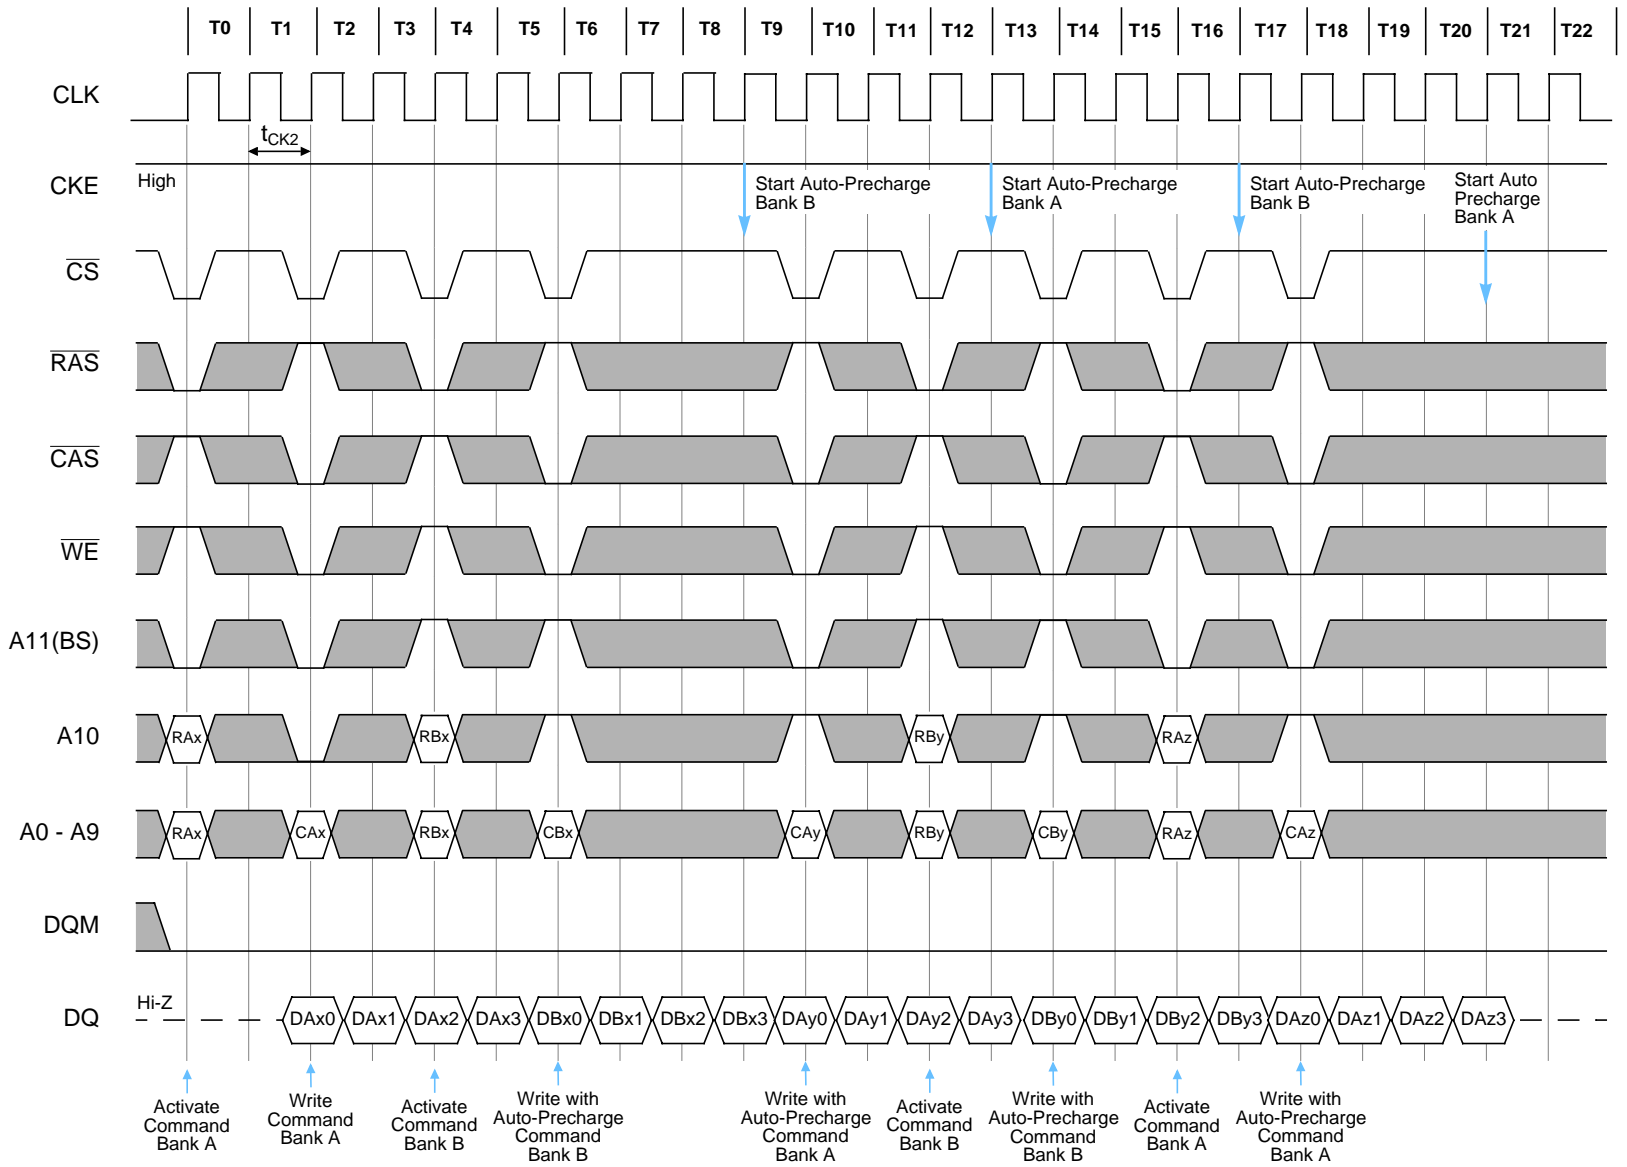 T0 T1 T2 T3 T4 T5 T6 T7 T8 T9 T10 T11 T12 T13 T14 T15 T16 T17 T18 T19 T20 T21 T22
CLK
tCK2
CKE
High
Start Auto-Precharge
Bank B
Start Auto-Precharge
Bank A
Start Auto-Precharge
Bank B
Start Auto
Precharge
Bank A
CS
RAS
CAS
WE
A11(BS)
A10 RAx RBx RBy RAz
A0 - A9 RAx CAx RBx CBx CAy RBy CBy RAz CAz
DQM
DQ
Hi-Z
DAx0 DAx1 DAx2 DAx3 DBx0 DBx1 DBx2 DBx3 DAy0 DAy1 DAy2 DAy3 DBy0 DBy1 DBy2 DBy3 DAz0 DAz1 DAz2 DAz3
Activate
Command
Bank A
Write
Command
Bank A
Activate
Command
Bank B
Write with
Auto-Precharge
Command
Bank B
Write with
Auto-Precharge
Command
Bank A
Activate
Command
Bank B
Write with
Auto-Precharge
Command
Bank B
Activate
Command
Bank A
Write with
Auto-Precharge
Command
Bank A